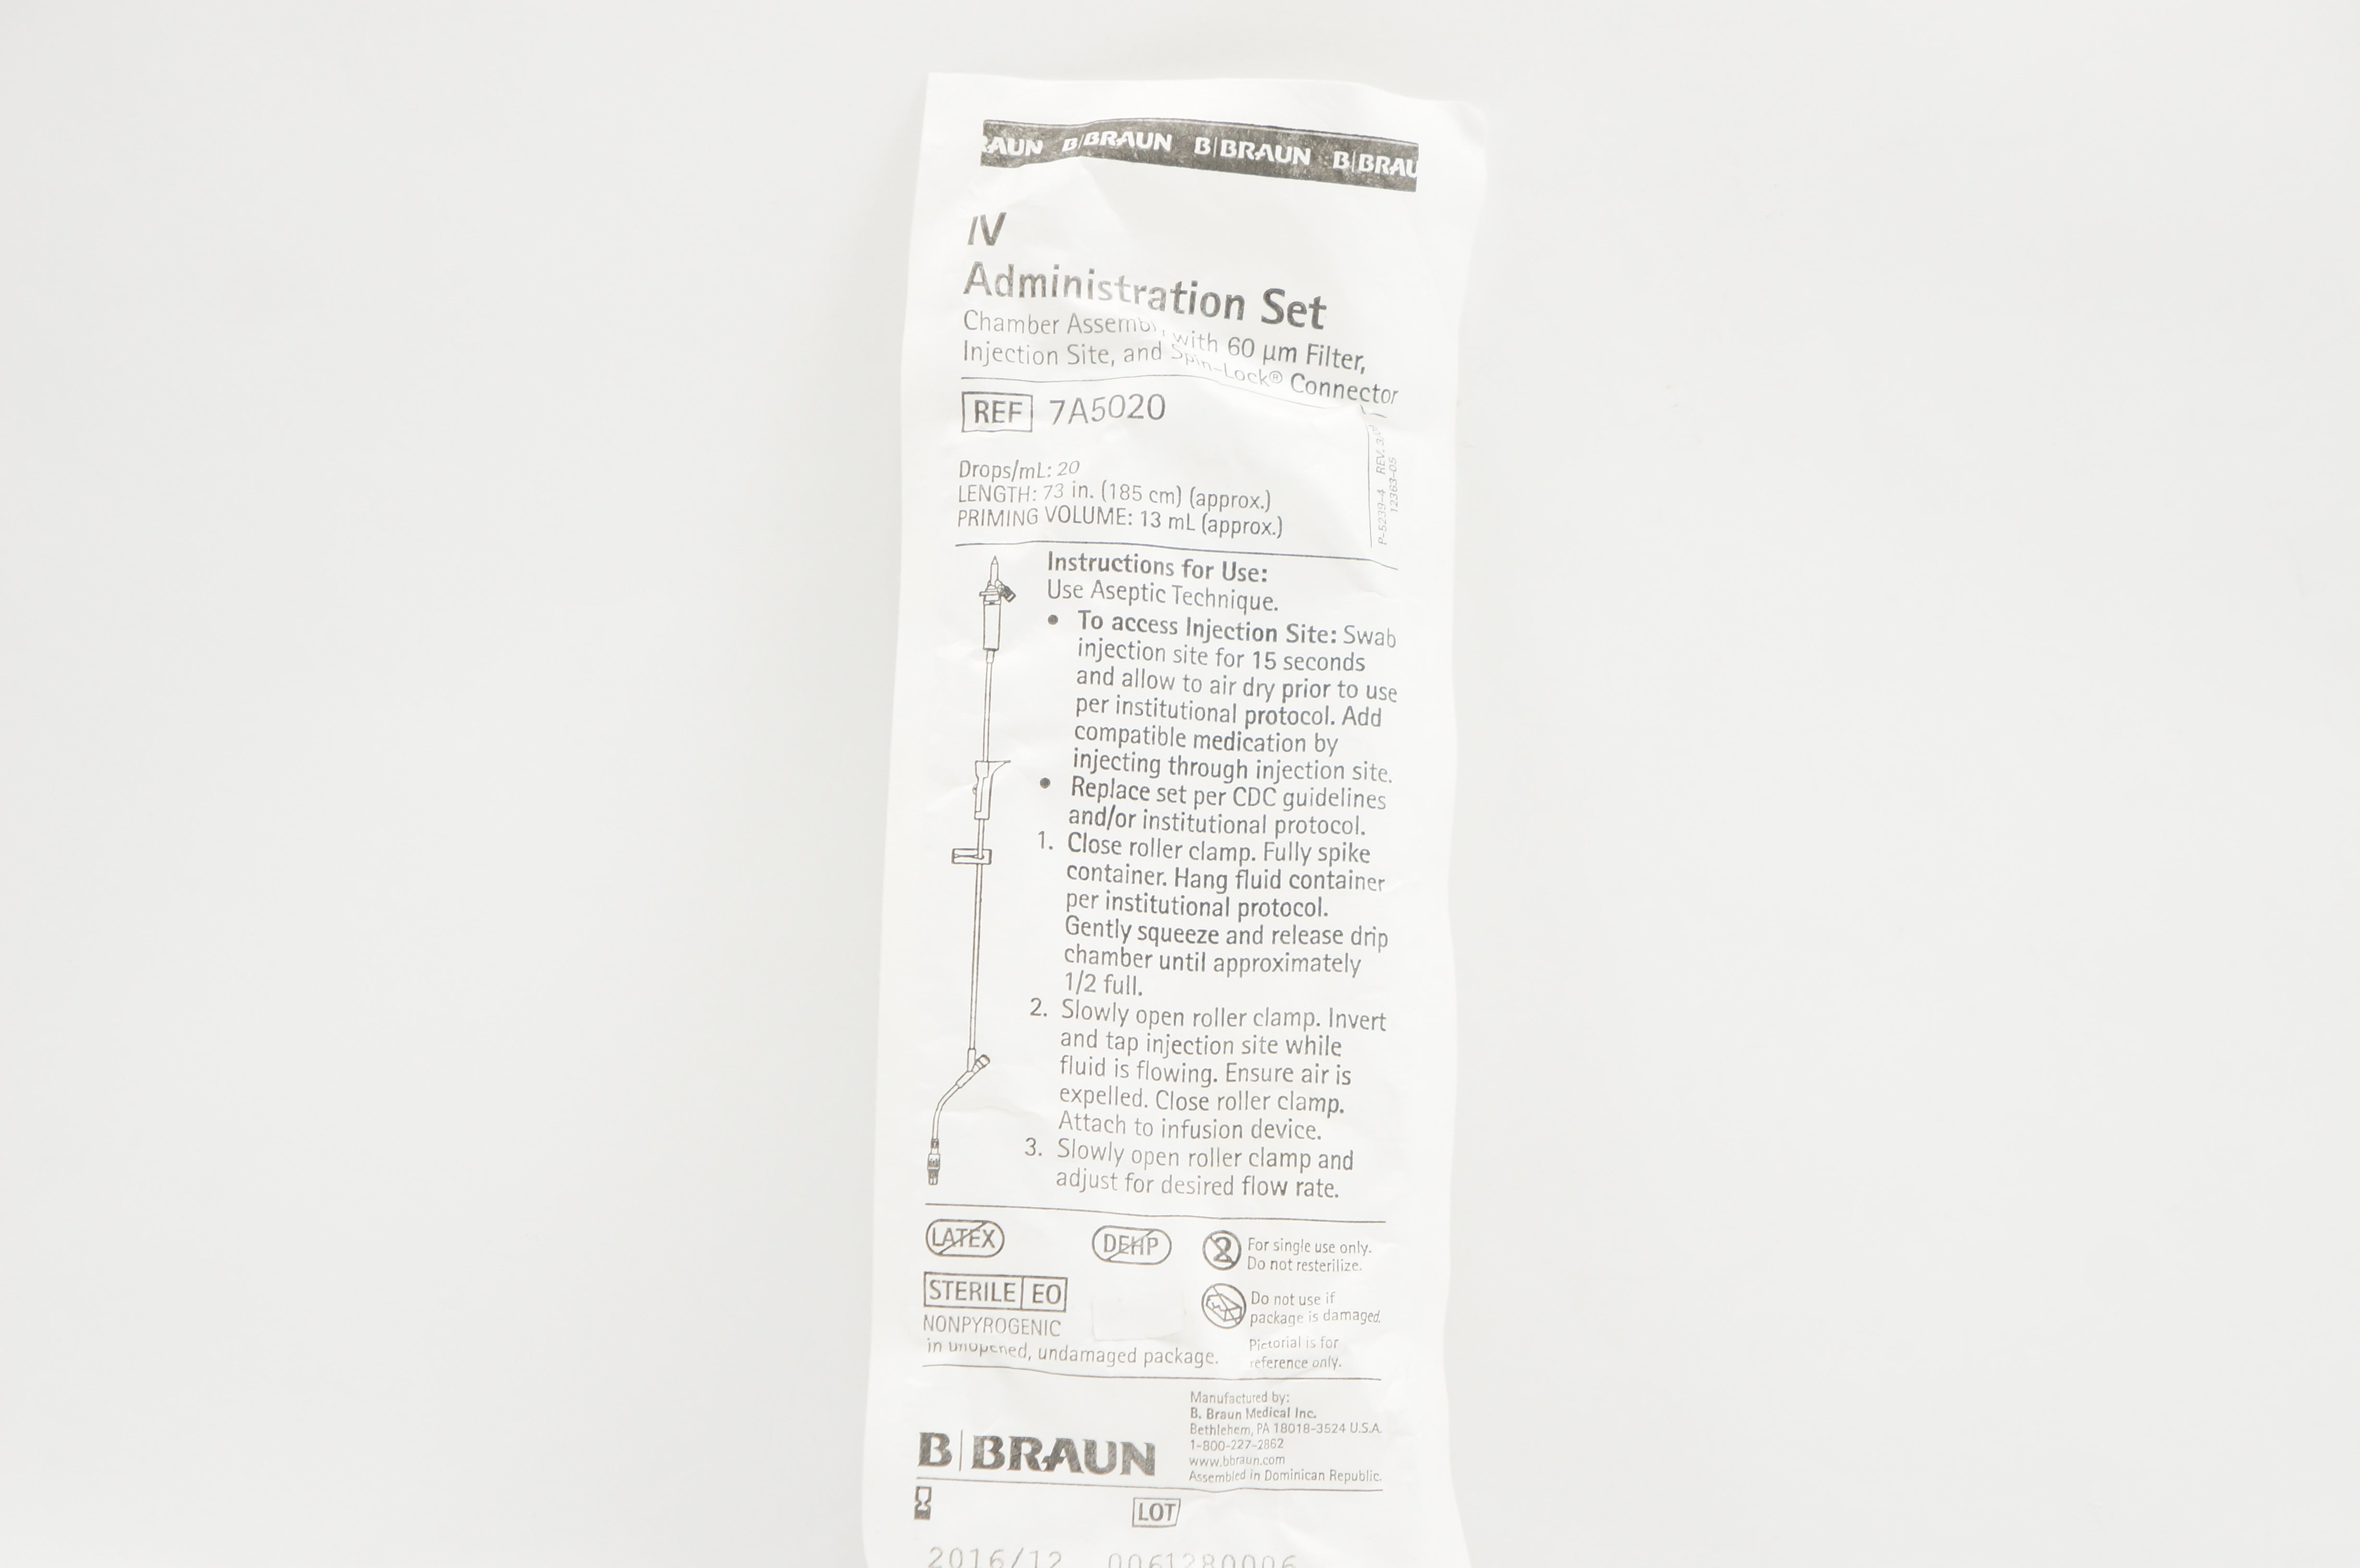 B|BRAUN B|BRAUN
IV
Administration Set
Chamber Assembly with 60 µm Filter,
Injection Site, and Spin-Lock® Connector
REF 7A5020
P-5239-4 REV.
12363-05
Drops/mL: 20
LENGTH: 73 in. (185 cm) (approx.)
PRIMING VOLUME: 13 mL (approx.)
Instructions for Use:
Use Aseptic Technique.
• To access Injection Site: Swab
injection site for 15 seconds
and allow to air dry prior to use
per institutional protocol. Add
compatible medication by
injecting through injection site.
• Replace set per CDC guidelines
and/or institutional protocol.
1. Close roller clamp. Fully spike
container. Hang fluid container
per institutional protocol.
Gently squeeze and release drip
chamber until approximately
1/2 full.
2. Slowly open roller clamp. Invert
and tap injection site while
fluid is flowing. Ensure air is
expelled. Close roller clamp.
Attach to infusion device.
3. Slowly open roller clamp and
adjust for desired flow rate.
LATEX
DEHP
2 For single use only.
Do not resterilize.
STERILE EO
NONPYROGENIC
in unopened, undamaged package.
Do not use if
package is damaged.
Pictorial is for
reference only.
B|BRAUN
Manufactured by:
B. Braun Medical Inc.
Bethlehem, PA 18018-3524 U.S.A.
1-800-227-2862
www.bbraun.com
Assembled in Dominican Republic.
LOT
2016/12 0061280006